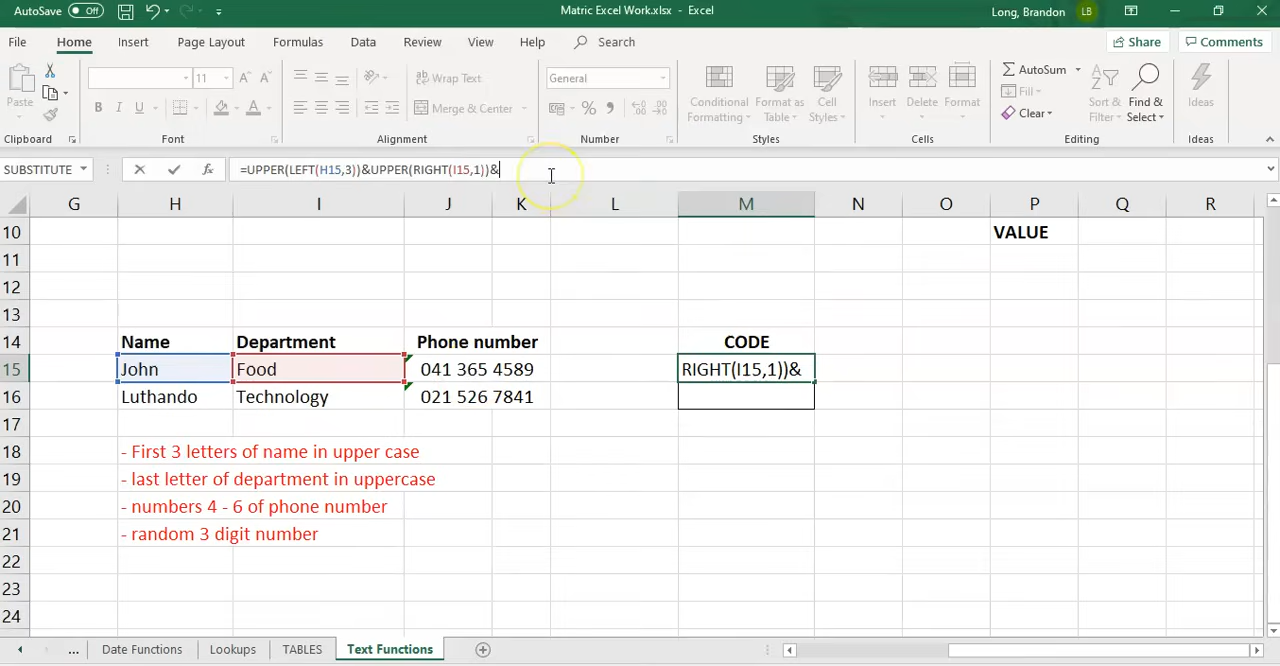 AutoSave Off Matric Excel Work.xlsx - Excel Long, Brandon LB
File Home Insert Page Layout Formulas Data Review View Help Search Share Comments
Paste 11 A A B I U Wrap Text Merge & Center General % Conditional Formatting Format as Table Cell Styles Insert Delete Format AutoSum Fill Clear Sort & Filter Find & Select Ideas
Clipboard Font Alignment Number Styles Cells Editing Ideas
SUBSTITUTE fx =UPPER(LEFT(H15,3))&UPPER(RIGHT(I15,1))&
G H I J K L M N O P Q R
10 VALUE
11
12
13
14 Name Department Phone number CODE
15 John Food 041 365 4589 RIGHT(I15,1))&
16 Luthando Technology 021 526 7841
17
18 - First 3 letters of name in upper case
19 - last letter of department in uppercase
20 - numbers 4 - 6 of phone number
21 - random 3 digit number
22
23
24
... Date Functions Lookups TABLES Text Functions